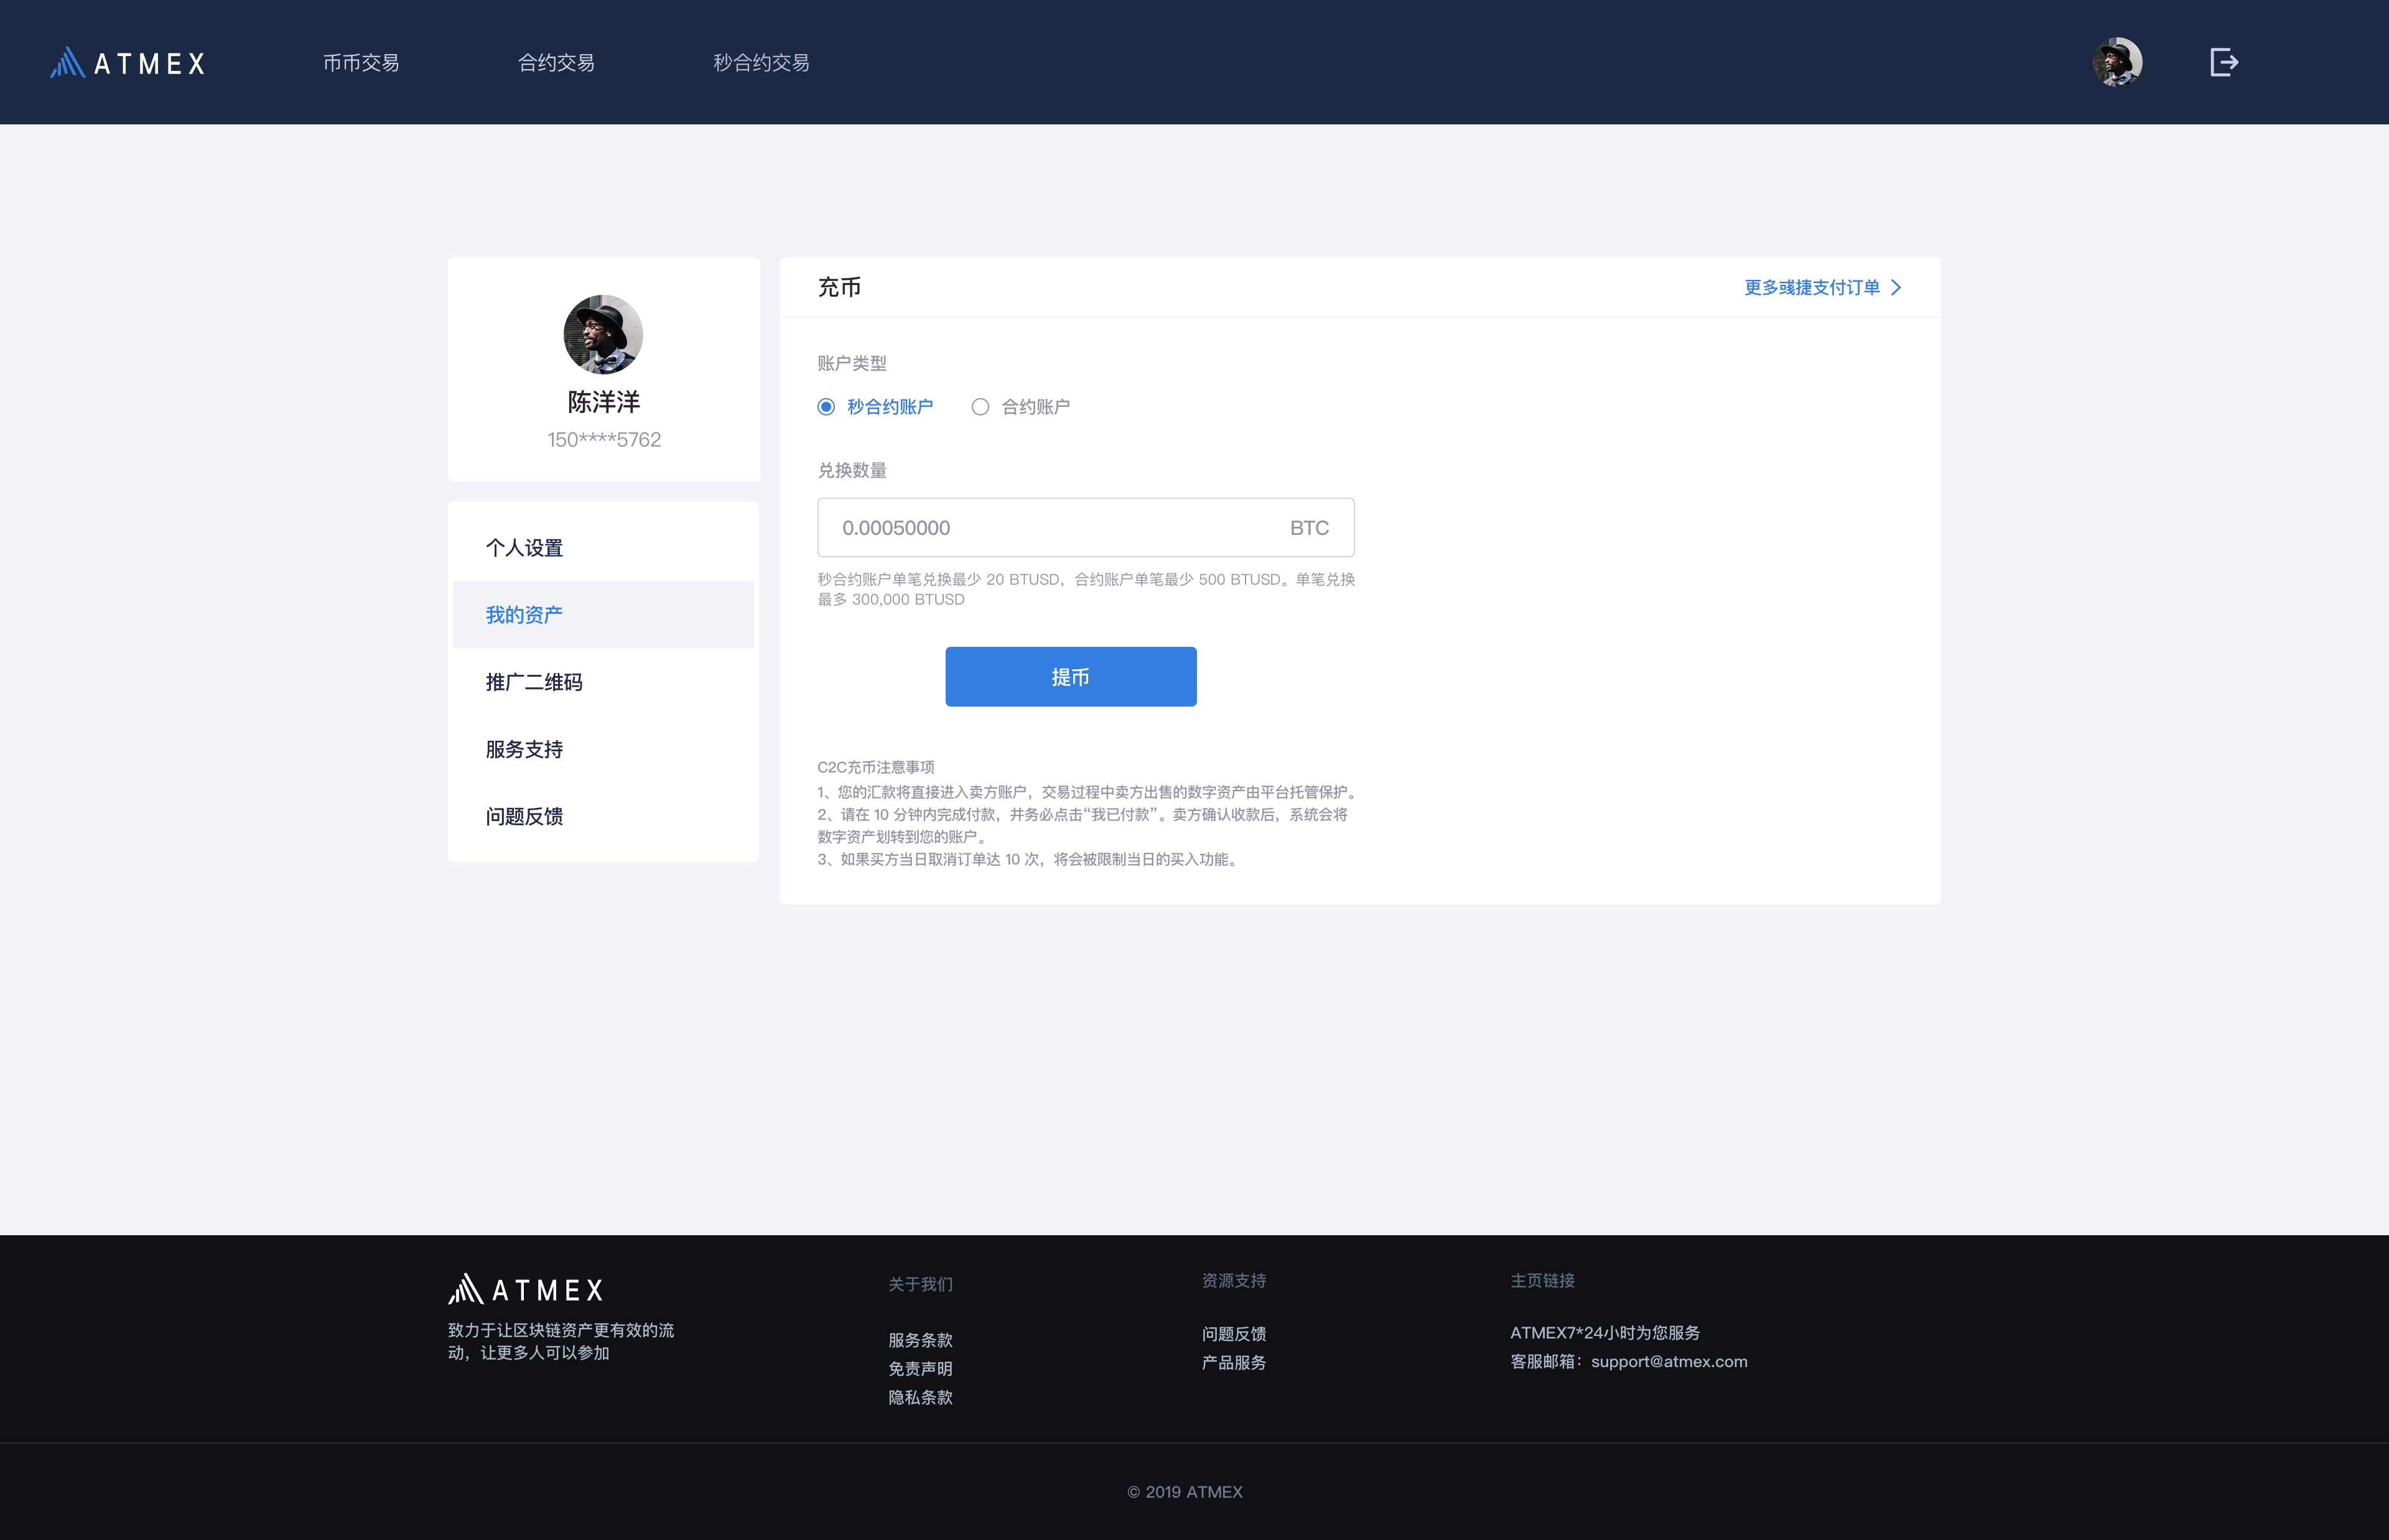 ATMEX
币币交易
合约交易
秒合约交易
陈洋洋
150****5762
个人设置
我的资产
推广二维码
服务支持
问题反馈
充币
更多彧捷支付订单
账户类型
秒合约账户
合约账户
兑换数量
0.00050000 BTC
秒合约账户单笔兑换最少 20 BTUSD，合约账户单笔最少 500 BTUSD。单笔兑换
最多 300,000 BTUSD
提币
C2C充币注意事项
1、您的汇款将直接进入卖方账户，交易过程中卖方出售的数字资产由平台托管保护。
2、请在 10 分钟内完成付款，并务必点击“我已付款”。卖方确认收款后，系统会将
数字资产划转到您的账户。
3、如果买方当日取消订单达 10 次，将会被限制当日的买入功能。
ATMEX
致力于让区块链资产更有效的流
动，让更多人可以参加
关于我们
服务条款
免责声明
隐私条款
资源支持
问题反馈
产品服务
主页链接
ATMEX7*24小时为您服务
客服邮箱：support@atmex.com
© 2019 ATMEX